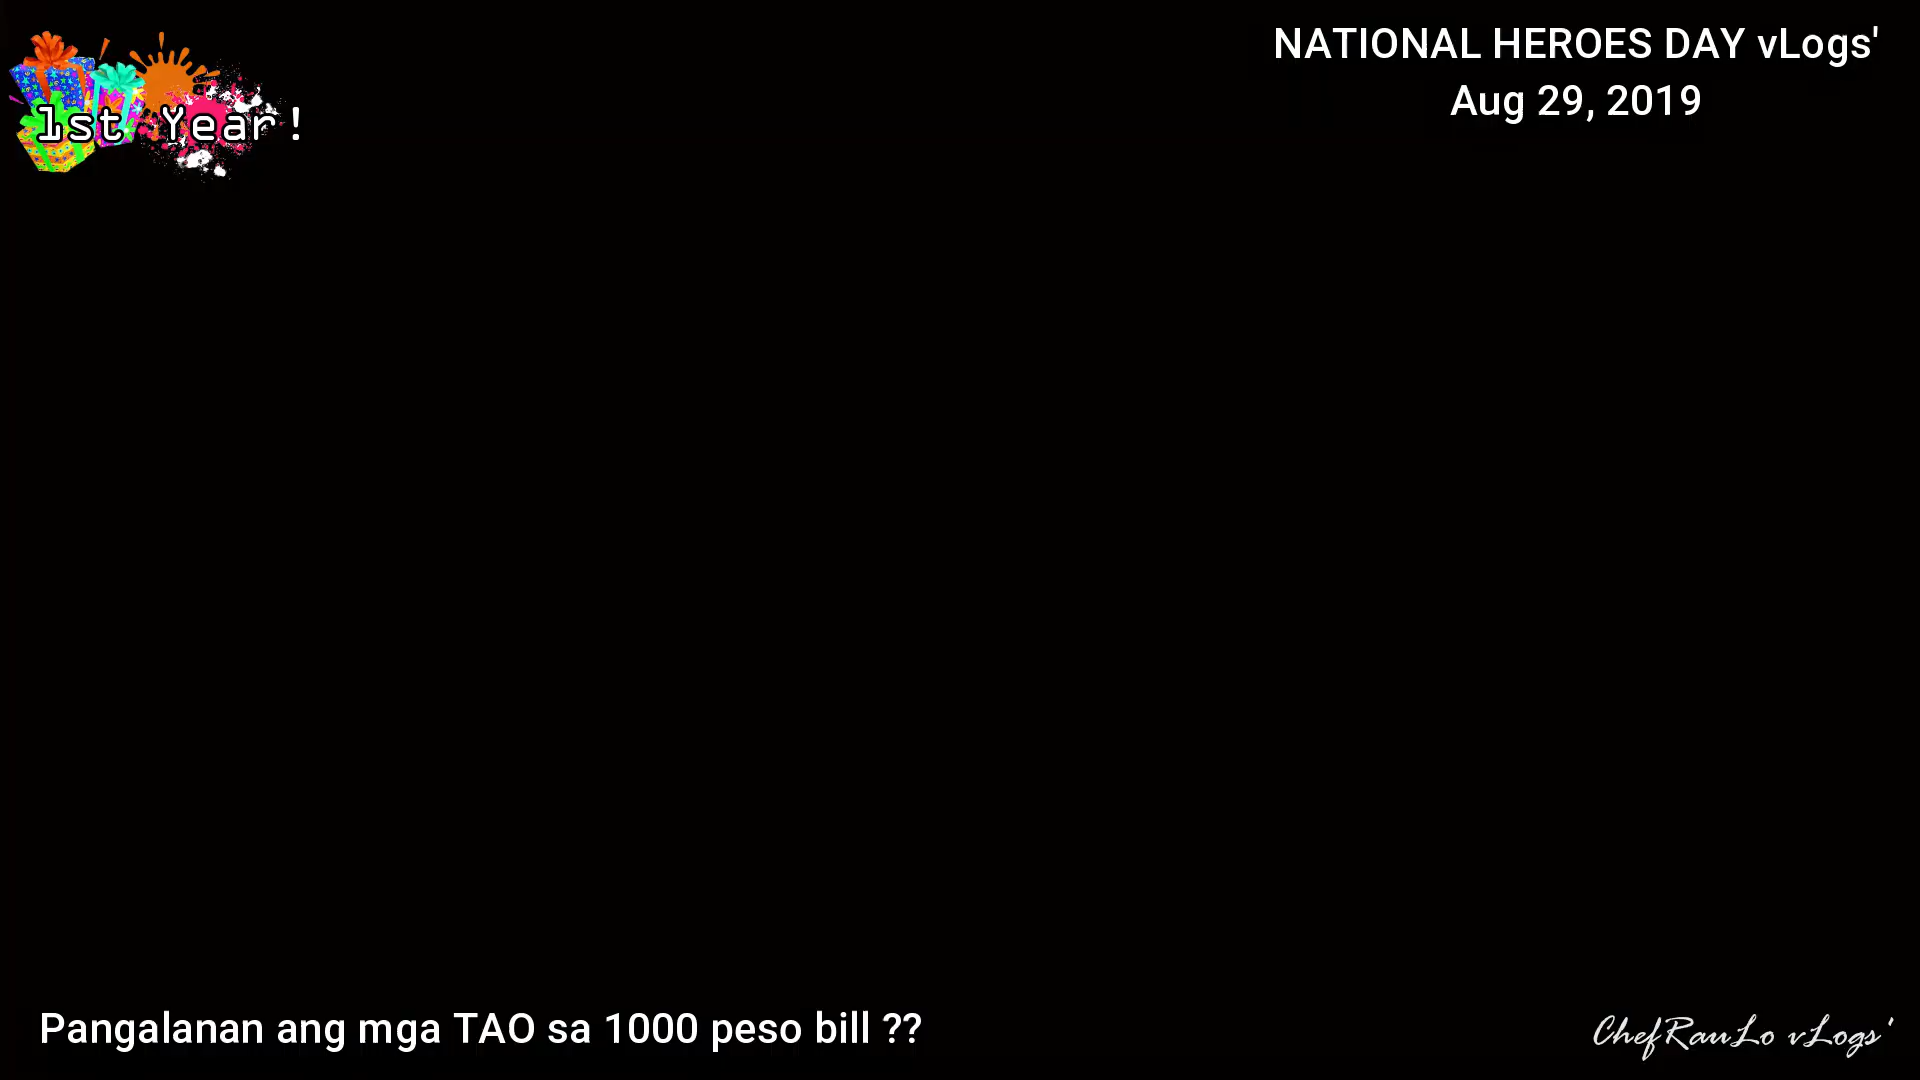 1st Year!
NATIONAL HEROES DAY vLogs'
Aug 29, 2019
Pangalanan ang mga TAO sa 1000 peso bill ??
ChefRauLo vLogs'